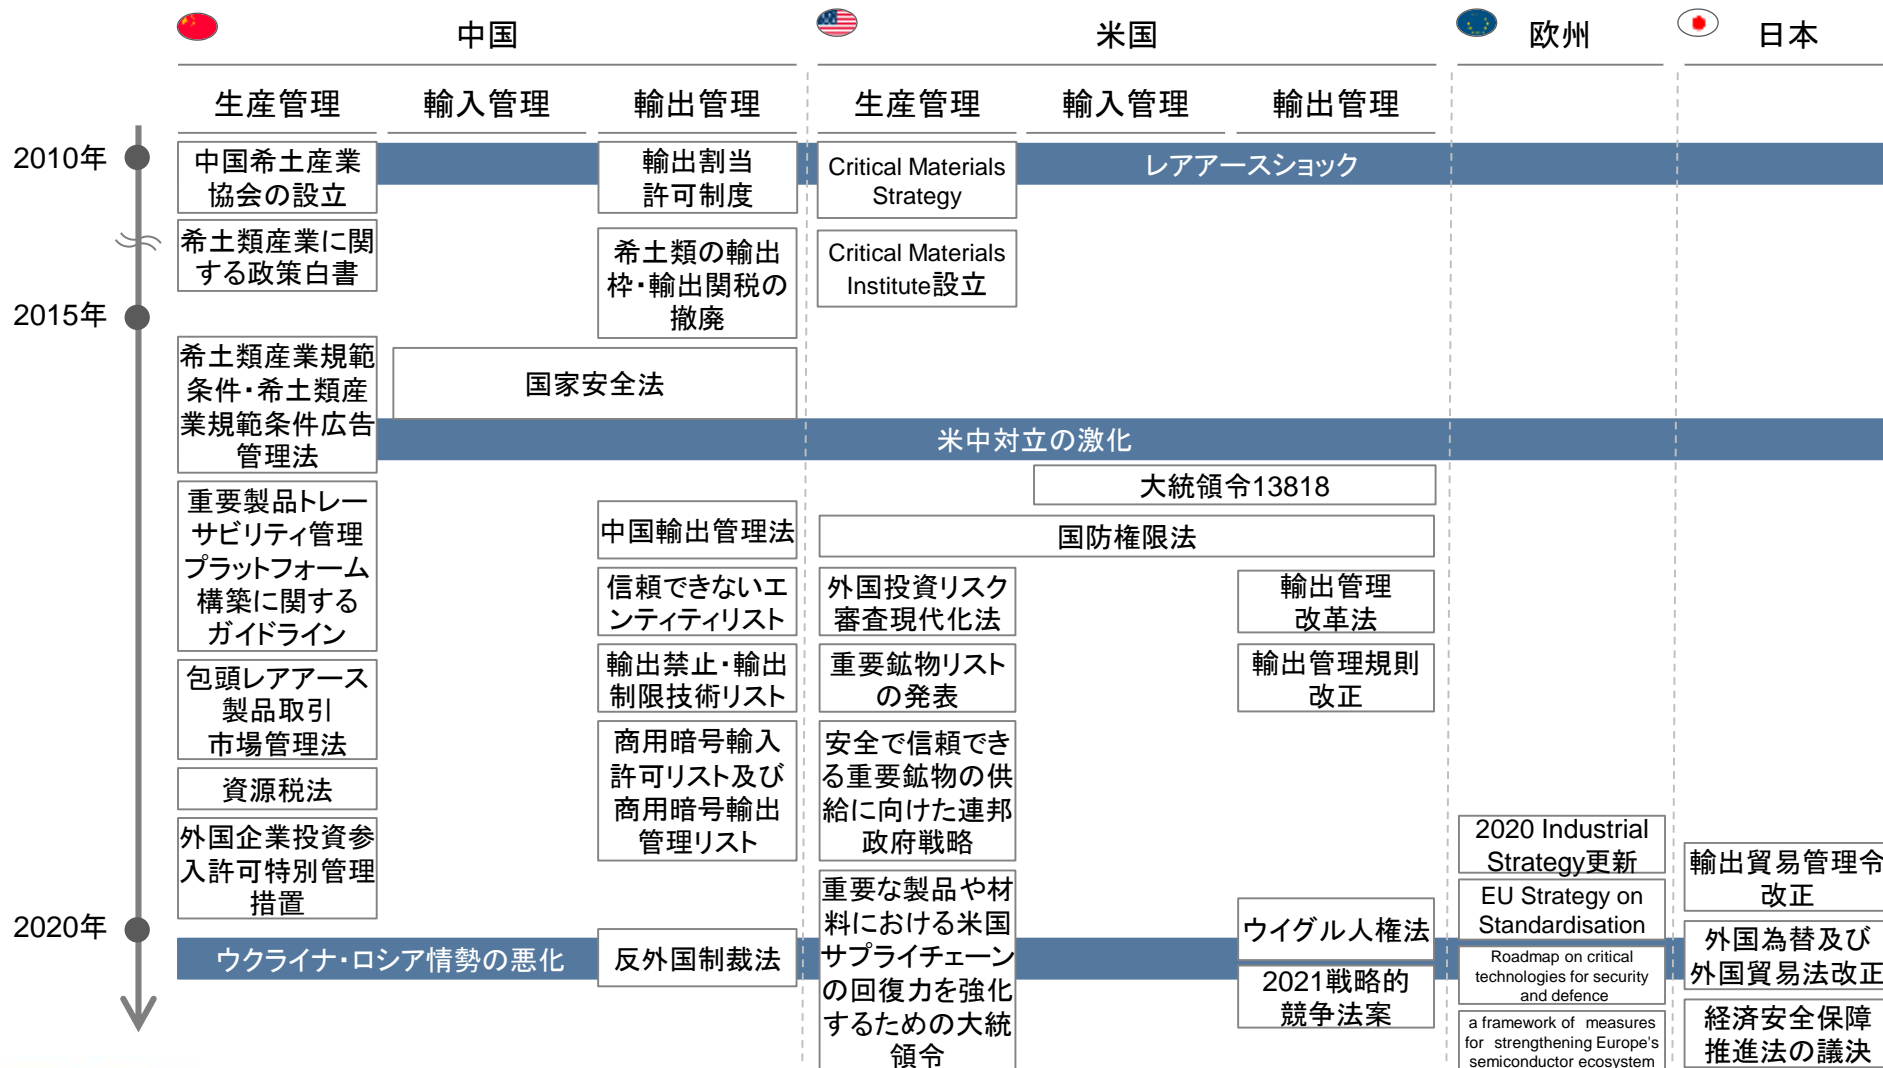 中国
米国
欧州
日本
生産管理
輸入管理
輸出管理
生産管理
輸入管理
輸出管理
2010年
中国希土産業
協会の設立
輸出割当
許可制度
Critical Materials
Strategy
レアアースショック
希土類産業に関
する政策白書
希土類の輸出
枠・輸出関税の
撤廃
Critical Materials
Institute設立
2015年
希土類産業規範
条件・希土類産
業規範条件広告
管理法
国家安全法
米中対立の激化
大統領令13818
重要製品トレー
サビリティ管理
プラットフォーム
構築に関する
ガイドライン
中国輸出管理法
国防権限法
信頼できないエ
ンティティリスト
外国投資リスク
審査現代化法
輸出管理
改革法
包頭レアアース
製品取引
市場管理法
輸出禁止・輸出
制限技術リスト
重要鉱物リスト
の発表
輸出管理規則
改正
資源税法
商用暗号輸入
許可リスト及び
商用暗号輸出
管理リスト
安全で信頼でき
る重要鉱物の供
給に向けた連邦
政府戦略
外国企業投資参
入許可特別管理
措置
2020 Industrial
Strategy更新
輸出貿易管理令
改正
2020年
重要な製品や材
料における米国
サプライチェーン
の回復力を強化
するための大統
領令
EU Strategy on
Standardisation
ウイグル人権法
ウクライナ・ロシア情勢の悪化
反外国制裁法
Roadmap on critical
technologies for security
and defence
外国為替及び
外国貿易法改正
2021戦略的
競争法案
a framework of measures
for strengthening Europe's
semiconductor ecosystem
経済安全保障
推進法の議決